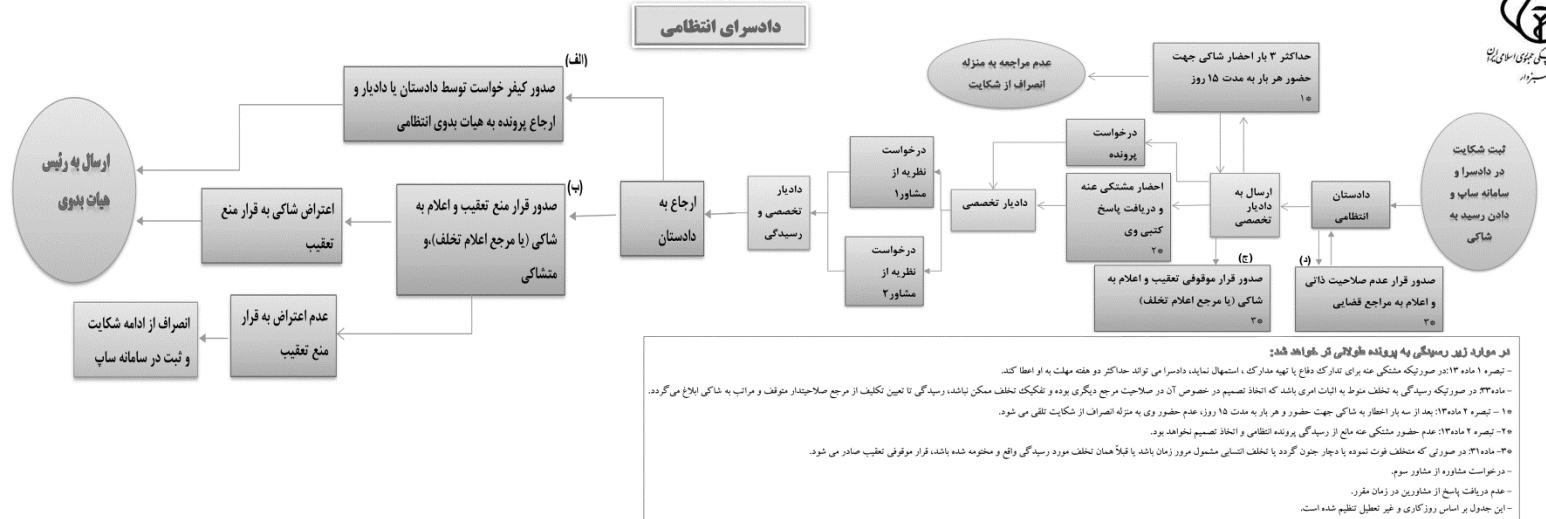 دادسرای انتظامی
پزشکی جمهوری اسلامی ایران
سبزوار
ثبت شکایت
در دادسرا و
سامانه ساپ و
دادن رسید به
شاکی
دادستان
انتظامی
(د)
صدور قرار عدم صلاحیت ذاتی
و اعلام به مراجع قضایی
*۳
ارسال به
دادیار
تخصصی
حداکثر ۳ بار احضار شاکی جهت
حضور هر بار به مدت ۱۵ روز
*۱
عدم مراجعه به منزله
انصراف از شکایت
درخواست
پرونده
احضار مشتکی عنه
و دریافت پاسخ
کتبی وی
*۲
(ج)
صدور قرار موقوفی تعقیب و اعلام به
شاکی (یا مرجع اعلام تخلف)
*۳
دادیار تخصصی
درخواست
نظریه از
مشاور۱
درخواست
نظریه از
مشاور۲
دادیار
تخصصی و
رسیدگی
ارجاع به
دادستان
(الف)
صدور کیفر خواست توسط دادستان یا دادیار و
ارجاع پرونده به هیات بدوی انتظامی
(ب)
صدور قرار منع تعقیب و اعلام به
شاکی (یا مرجع اعلام تخلف)،و
متشاکی
اعتراض شاکی به قرار منع
تعقیب
ارسال به رئیس
هیات بدوی
عدم اعتراض به قرار
منع تعقیب
انصراف از ادامه شکایت
و ثبت در سامانه ساپ
در موارد زیر رسیدگی به پرونده طولانی تر خواهد شد:
- تبصره ۱ ماده ۱۳:در صورتیکه مشتکی عنه برای تدارک دفاع یا تهیه مدارک ، استمهال نماید، دادسرا می تواند حداکثر دو هفته مهلت به او اعطا کند.
- ماده۳۳: در صورتیکه رسیدگی به تخلف منوط به اثبات امری باشد که اتخاذ تصمیم در خصوص آن در صلاحیت مرجع دیگری بوده و تفکیک تخلف ممکن نباشد، رسیدگی تا تعیین تکلیف از مرجع صلاحیتدار متوقف و مراتب به شاکی ابلاغ می گردد.
*۱ - تبصره ۲ ماده۱۳: بعد از سه بار اخطار به شاکی جهت حضور و هر بار به مدت ۱۵ روز، عدم حضور وی به منزله انصراف از شکایت تلقی می شود.
*۲- تبصره ۲ ماده۱۳: عدم حضور مشتکی عنه مانع از رسیدگی پرونده انتظامی و اتخاذ تصمیم نخواهد بود.
*۳- ماده۳۱: در صورتی که متخلف فوت نموده یا دچار جنون گردد یا تخلف انتسابی مشمول مرور زمان باشد یا قبلاً همان تخلف مورد رسیدگی واقع و مختومه شده باشد، قرار موقوفی تعقیب صادر می شود.
- درخواست مشاوره از مشاور سوم.
- عدم دریافت پاسخ از مشاورین در زمان مقرر.
- این جدول بر اساس روزکاری و غیر تعطیل تنظیم شده است.